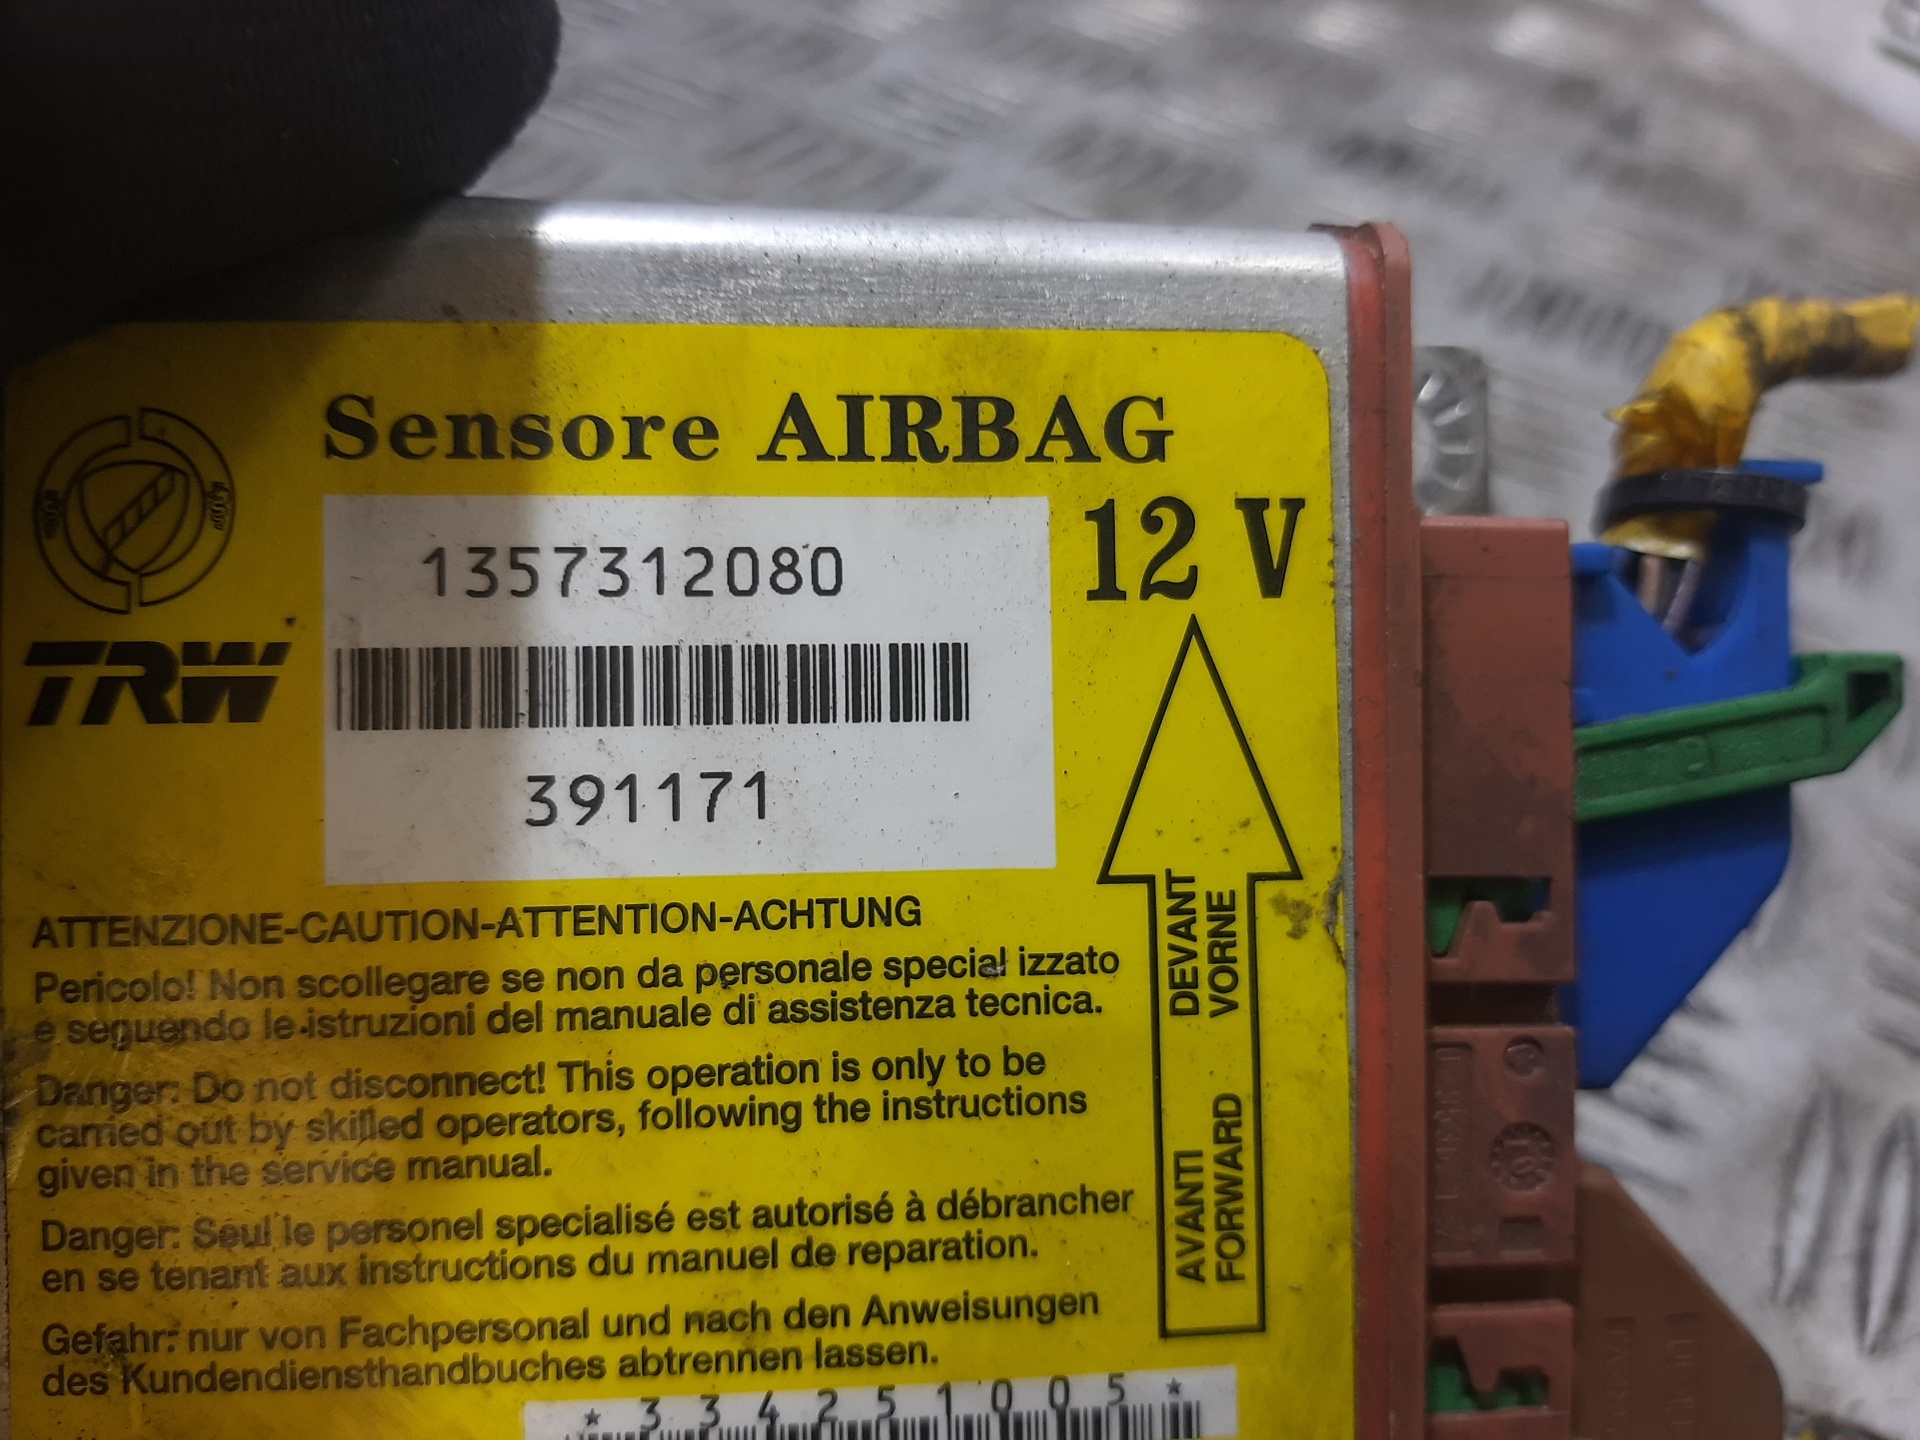 Sensore AIRBAG
1357312080
12 V
TRW
391171
ATTENZIONE-CAUTION-ATTENTION-ACHTUNG
Pericolo! Non scollegare se non da personale special izzato
e seguendo le istruzioni del manuale di assistenza tecnica.
Danger: Do not disconnect! This operation is only to be
carried out by skilled operators, following the instructions
given in the service manual.
Danger: Seul le personel specialisé est autorisé à débrancher
en se tenant aux instructions du manuel de reparation.
Gefahr: nur von Fachpersonal und nach den Anweisungen
des Kundendiensthandbuches abtrennen lassen.
*334251005*
DEVANT
VORNE
AVANTI
FORWARD